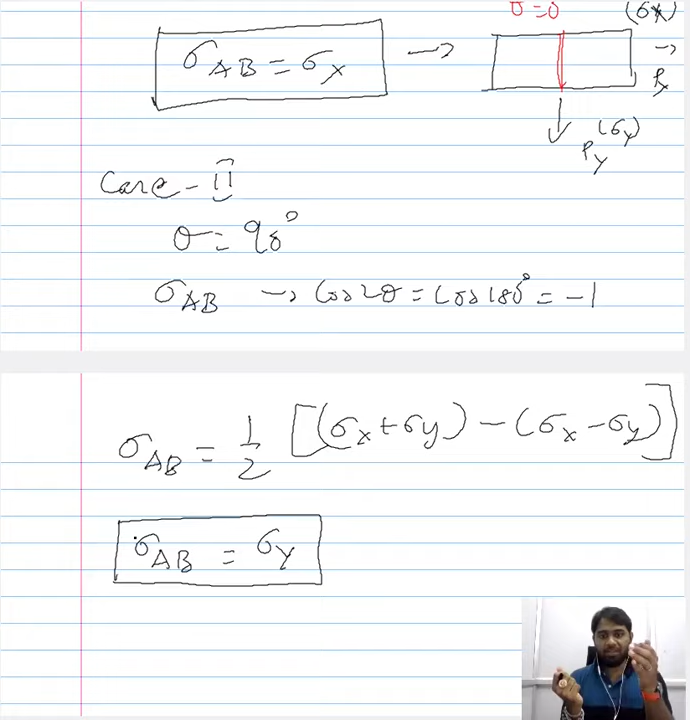 θ = 0 (σx)
σAB = σx → → Px
Py (σy)
Case - II
θ = 90°
σAB → Cos 2θ = Cos 180° = -1
σAB = 1/2 [(σx + σy) - (σx - σy)]
σAB = σy